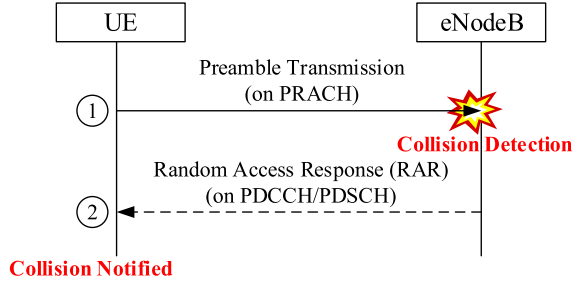 UE
eNodeB
Preamble Transmission
(on PRACH)
1
Collision Detection
Random Access Response (RAR)
(on PDCCH/PDSCH)
2
Collision Notified